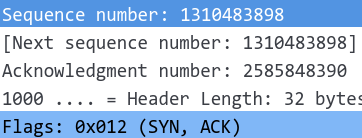 Sequence number: 1310483898
[Next sequence number: 1310483898]
Acknowledgment number: 2585848390
1000 .... = Header Length: 32 bytes
Flags: 0x012 (SYN, ACK)